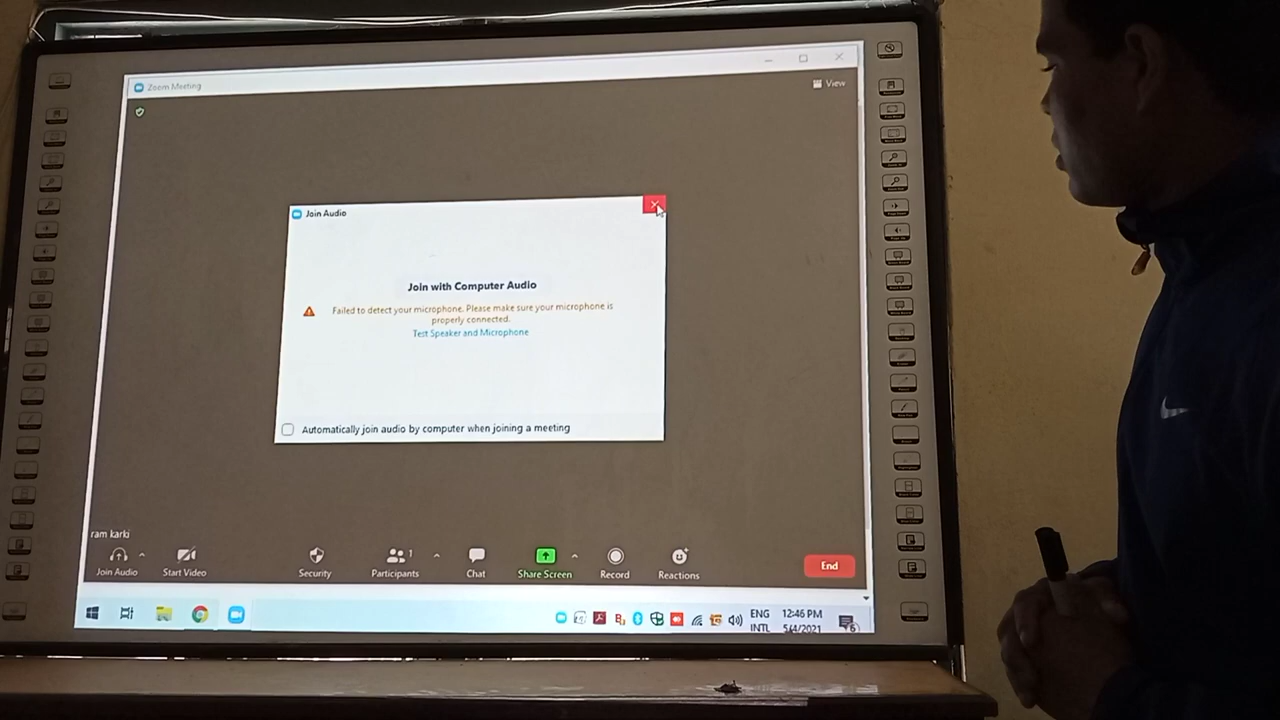 Zoom Meeting
View
Join Audio
Join with Computer Audio
Failed to detect your microphone. Please make sure your microphone is
properly connected.
Test Speaker and Microphone
Automatically join audio by computer when joining a meeting
ram karki
1
Join Audio
Start Video
Security
Participants
Chat
Share Screen
Record
Reactions
End
ENG
INTL
12:46 PM
5/4/2021
6